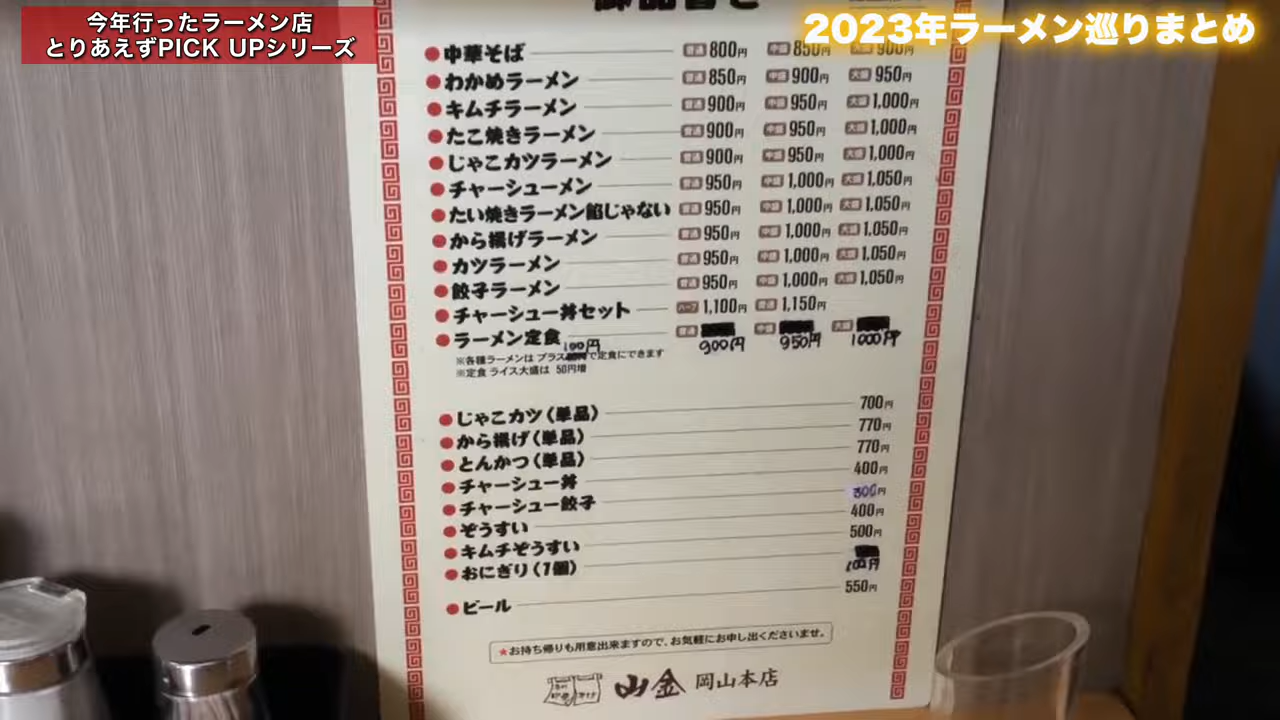 今年行ったラーメン店
とりあえずPICK UPシリーズ
2023年ラーメン巡りまとめ
中華そば 普通 800円 中盛 850円 大盛 900円
わかめラーメン 普通 850円 中盛 900円 大盛 950円
キムチラーメン 普通 900円 中盛 950円 大盛 1,000円
たこ焼きラーメン 普通 900円 中盛 950円 大盛 1,000円
じゃこカツラーメン 普通 900円 中盛 950円 大盛 1,000円
チャーシューメン 普通 950円 中盛 1,000円 大盛 1,050円
たい焼きラーメン餡じゃない 普通 950円 中盛 1,000円 大盛 1,050円
から揚げラーメン 普通 950円 中盛 1,000円 大盛 1,050円
カツラーメン 普通 950円 中盛 1,000円 大盛 1,050円
餃子ラーメン 普通 950円 中盛 1,000円 大盛 1,050円
チャーシュー丼セット ハーフ 1,100円 普通 1,150円
ラーメン定食 普通 900円 中盛 950円 大盛 1000円
※各種ラーメンは プラス100円で定食にできます
※定食 ライス大盛は 50円増
じゃこカツ(単品) 700円
から揚げ(単品) 770円
とんかつ(単品) 770円
チャーシュー丼 400円
チャーシュー餃子 300円
ぞうすい 400円
キムチぞうすい 500円
おにぎり(1個) 100円
ビール 550円
★お持ち帰りも用意出来ますので、お気軽にお申し出くださいませ。
山金 岡山本店